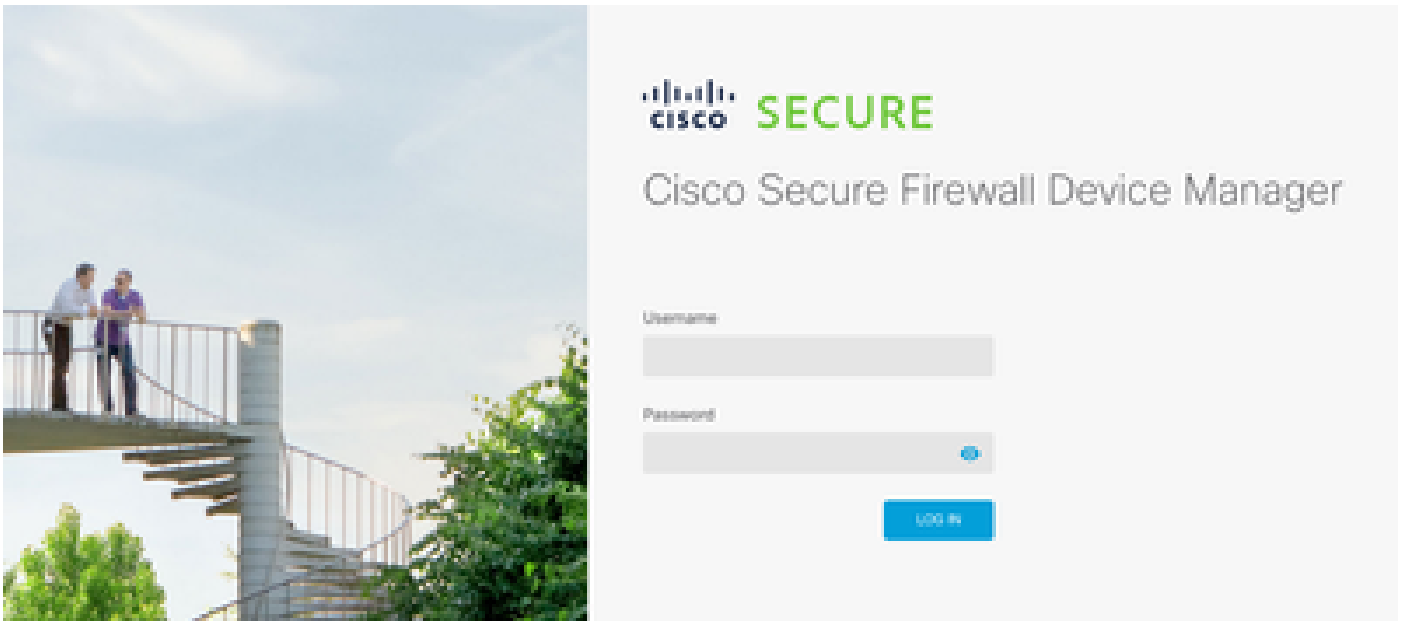 CISCO SECURE
Cisco Secure Firewall Device Manager
Username
Password
LOG IN